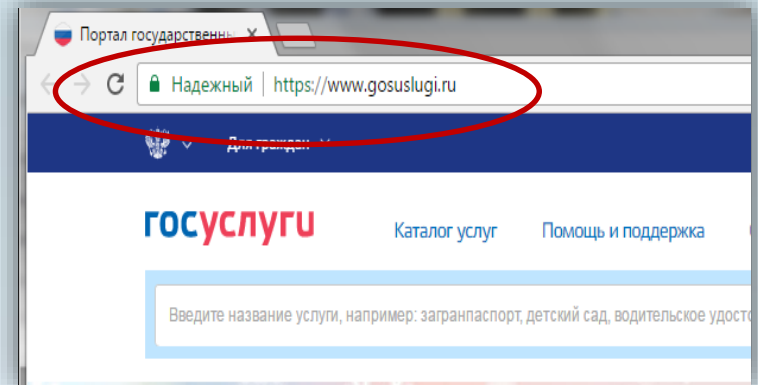 Портал государственн
Надежный | https://www.gosuslugi.ru
Для граждан
госуслуги
Каталог услуг Помощь и поддержка
Введите название услуги, например: загранпаспорт, детский сад, водительское удосто